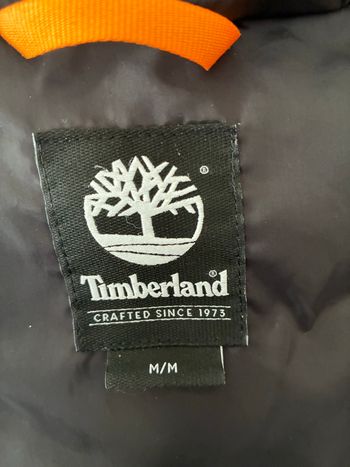 ®
Timberland®
CRAFTED SINCE 1973
M/M